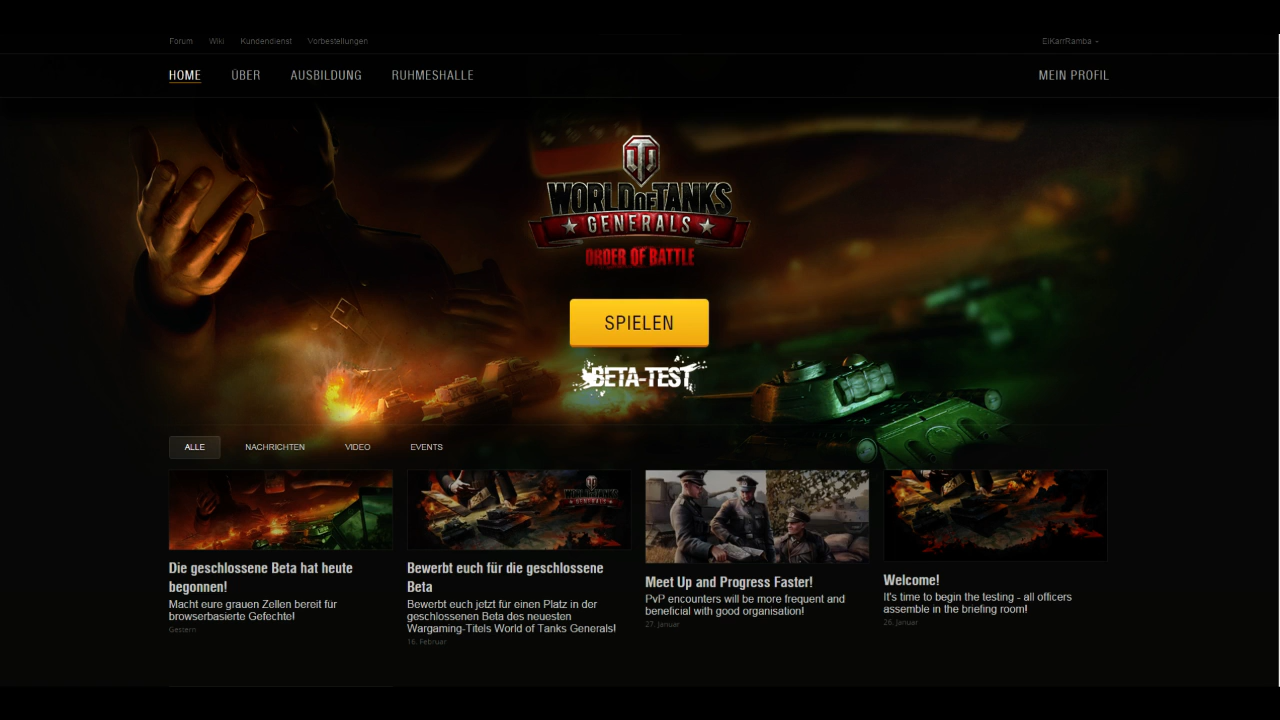 Forum Wiki Kundendienst Vorbestellungen EiKarrRamba
HOME ÜBER AUSBILDUNG RUHMESHALLE MEIN PROFIL
WORLD OF TANKS
GENERALS
ORDER OF BATTLE
SPIELEN
BETA-TEST
ALLE NACHRICHTEN VIDEO EVENTS
WORLD OF TANKS
GENERALS
Die geschlossene Beta hat heute
begonnen!
Macht eure grauen Zellen bereit für
browserbasierte Gefechte!
Gestern
Bewerbt euch für die geschlossene
Beta
Bewerbt euch jetzt für einen Platz in der
geschlossenen Beta des neuesten
Wargaming-Titels World of Tanks Generals!
16. Februar
Meet Up and Progress Faster!
PvP encounters will be more frequent and
beneficial with good organisation!
27. Januar
Welcome!
It's time to begin the testing - all officers
assemble in the briefing room!
26. Januar